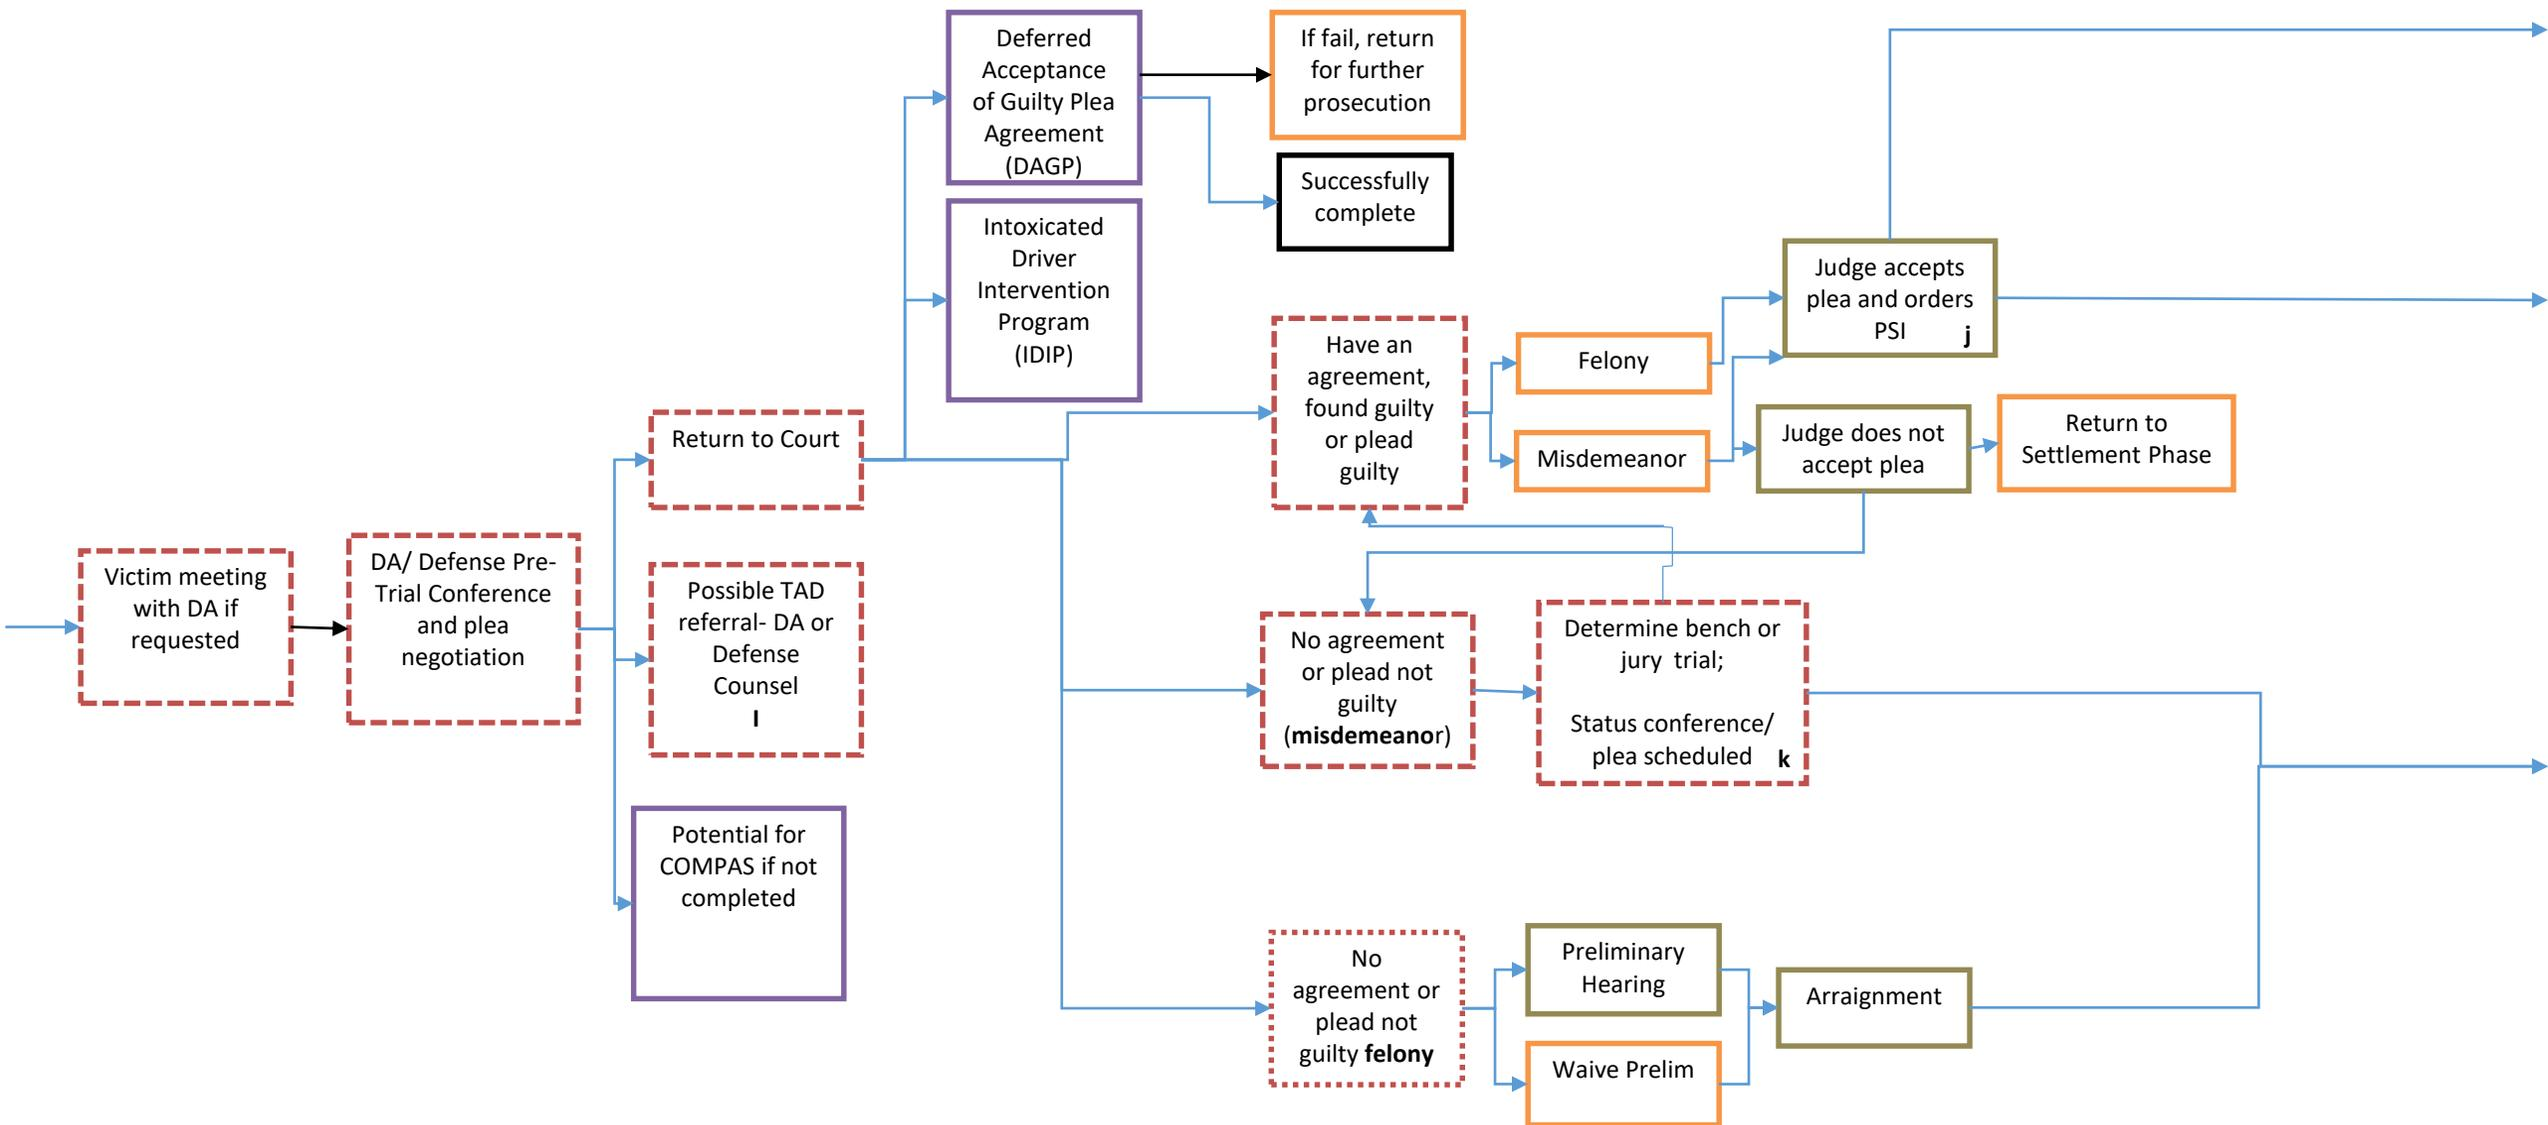 Victim meeting
with DA if
requested
DA/ Defense Pre-
Trial Conference
and plea
negotiation
Return to Court
Possible TAD
referral- DA or
Defense
Counsel
l
Potential for
COMPAS if not
completed
Deferred
Acceptance
of Guilty Plea
Agreement
(DAGP)
Intoxicated
Driver
Intervention
Program
(IDIP)
If fail, return
for further
prosecution
Successfully
complete
Have an
agreement,
found guilty
or plead
guilty
Felony
Misdemeanor
Judge accepts
plea and orders
PSI j
Judge does not
accept plea
Return to
Settlement Phase
No agreement
or plead not
guilty
(misdemeanor)
Determine bench or
jury trial;
Status conference/
plea scheduled k
No
agreement or
plead not
guilty felony
Preliminary
Hearing
Waive Prelim
Arraignment